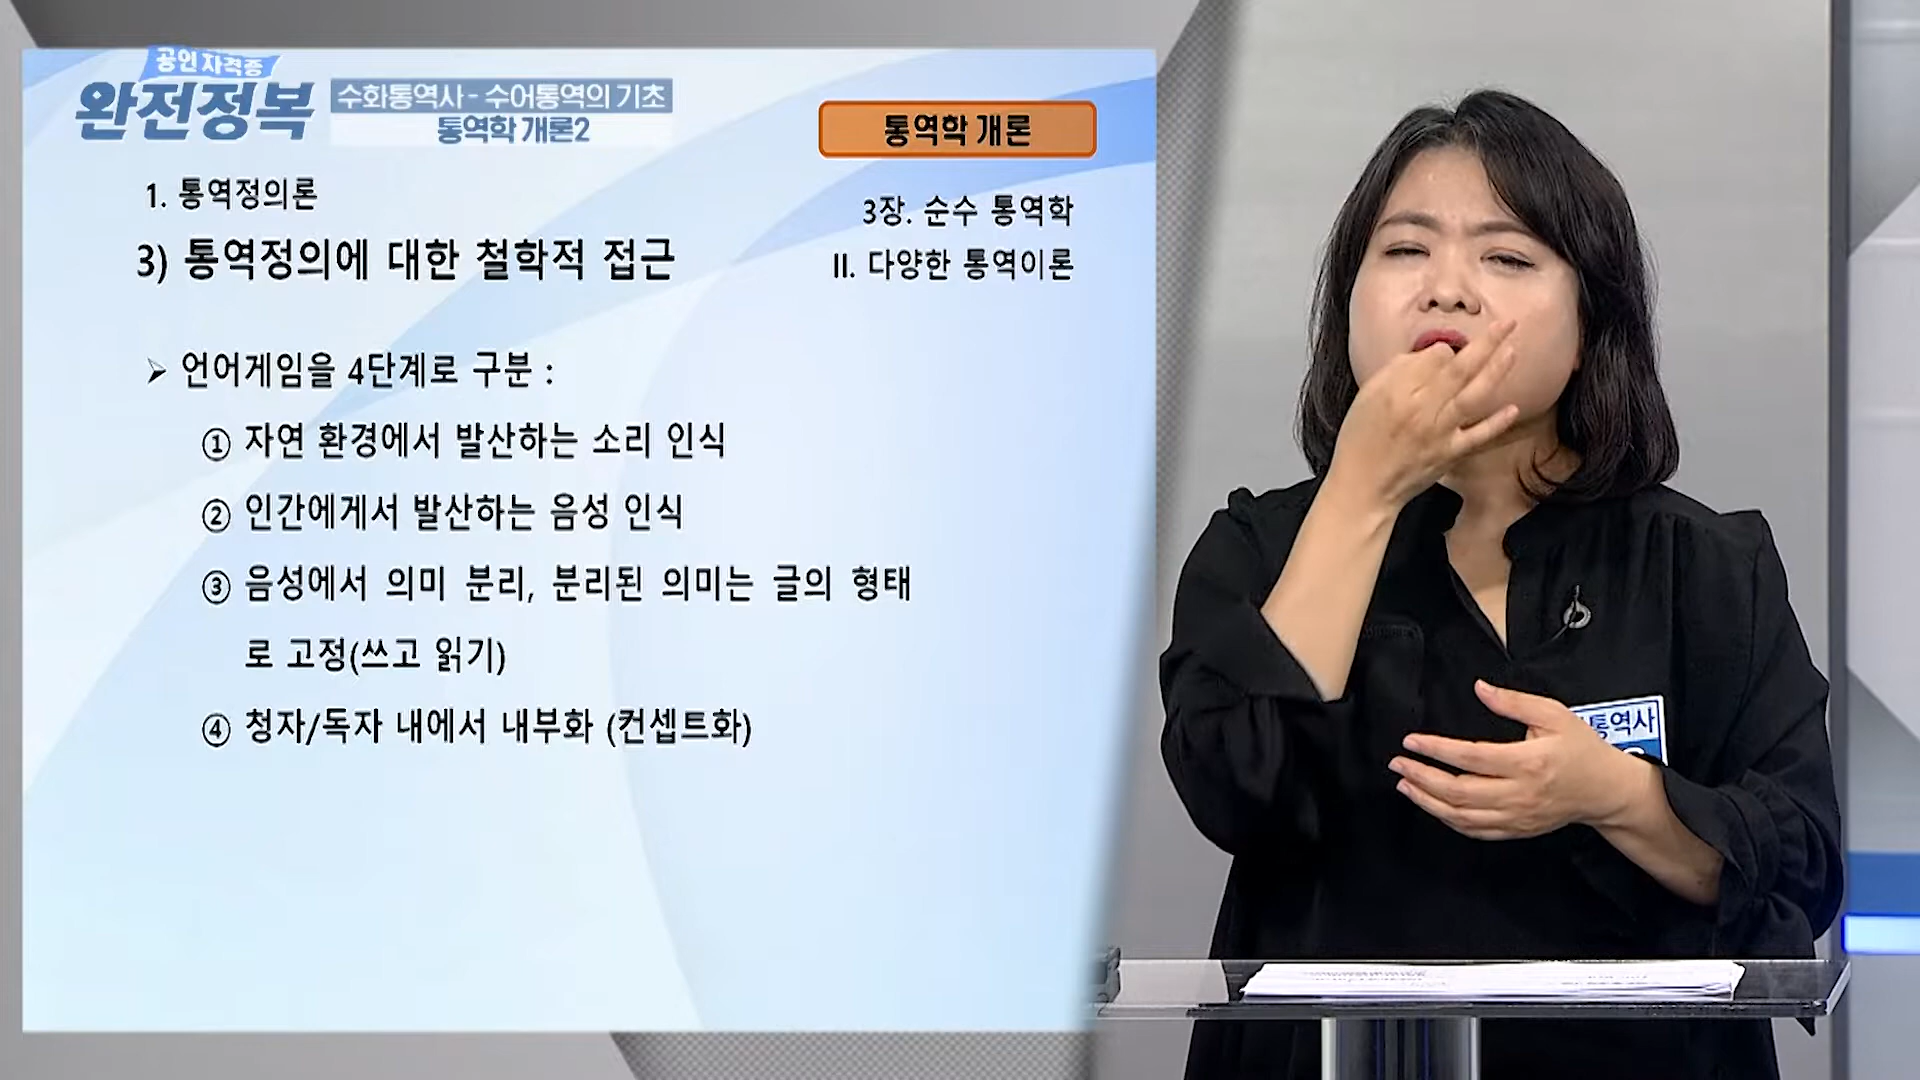 공인 자격증
완전정복
수화통역사 - 수어통역의 기초
통역학 개론2
통역학 개론
1. 통역정의론
3장. 순수 통역학
3) 통역정의에 대한 철학적 접근
II. 다양한 통역이론
➢ 언어게임을 4단계로 구분 :
① 자연 환경에서 발산하는 소리 인식
② 인간에게서 발산하는 음성 인식
③ 음성에서 의미 분리, 분리된 의미는 글의 형태
로 고정(쓰고 읽기)
④ 청자/독자 내에서 내부화 (컨셉트화)
통역사